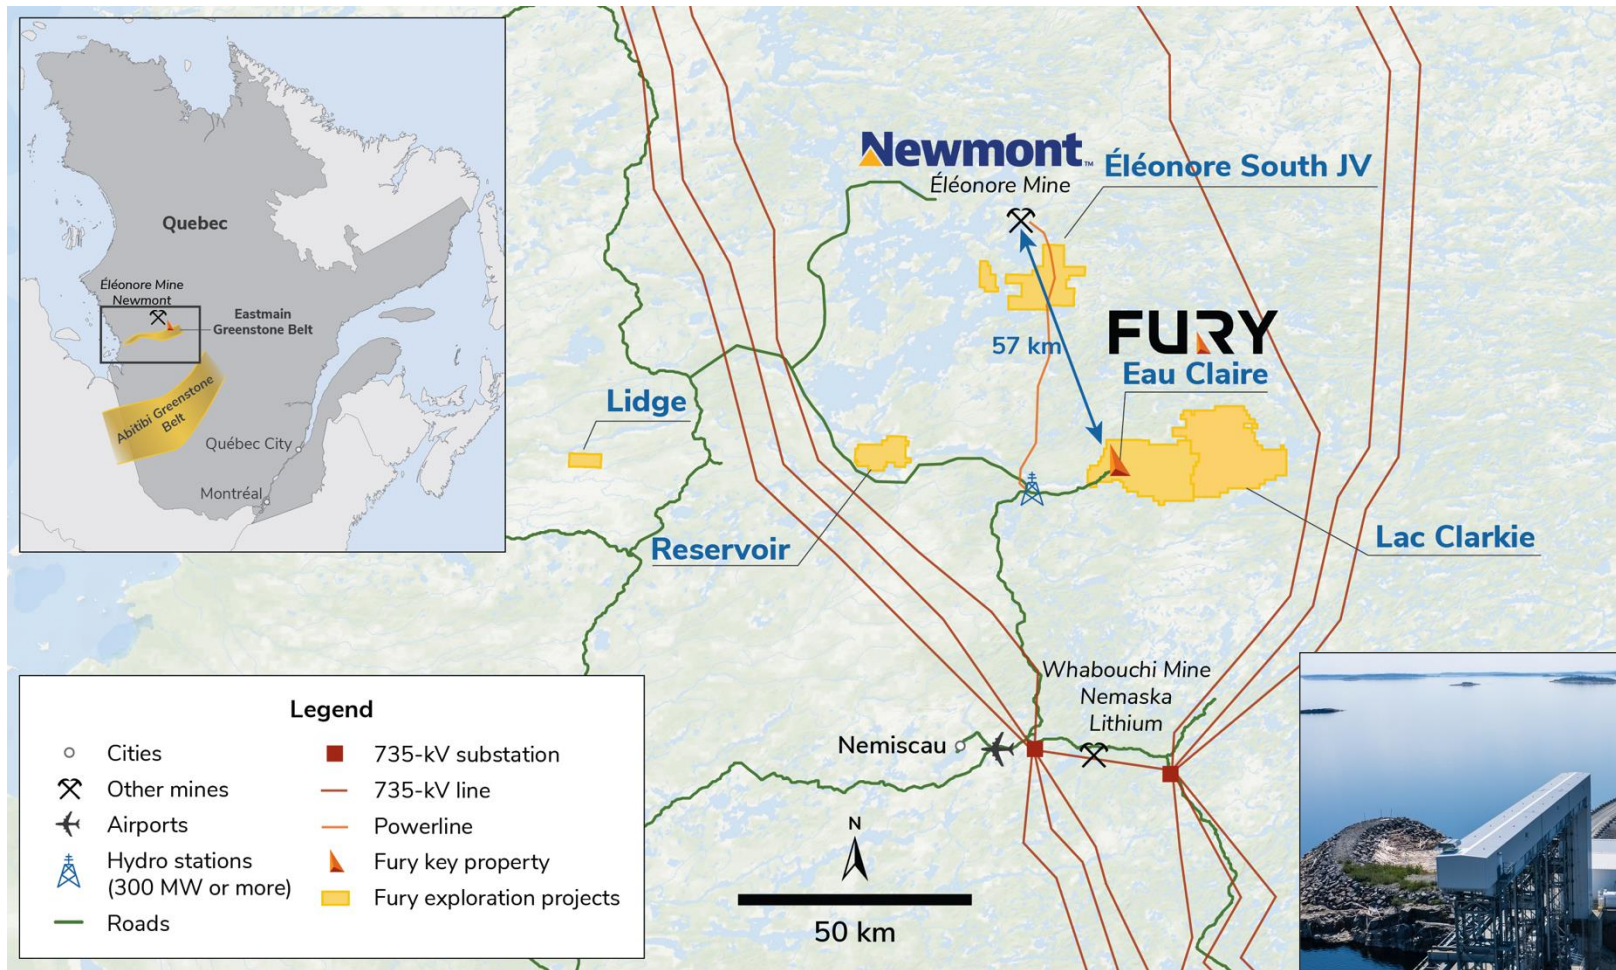 Quebec
Éléonore Mine
Newmont
Eastmain
Greenstone Belt
Abitibi Greenstone
Belt
Québec City
Montréal
Newmont™
Éléonore Mine
Éléonore South JV
57 km
FURY
Eau Claire
Lidge
Reservoir
Lac Clarkie
Whabouchi Mine
Nemaska
Lithium
Nemiscau
Legend
Cities
Other mines
Airports
Hydro stations
(300 MW or more)
Roads
735-kV substation
735-kV line
Powerline
Fury key property
Fury exploration projects
N
50 km